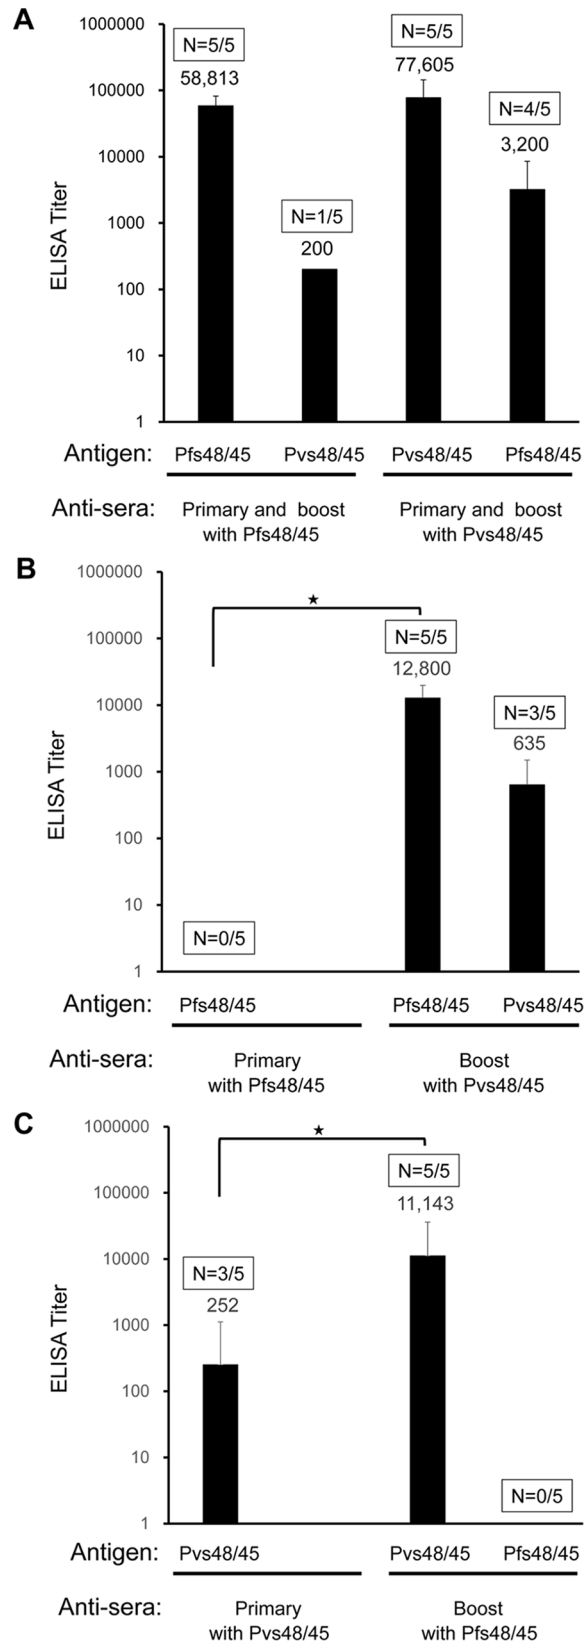 A
1000000
100000
10000
1000
100
10
1
ELISA Titer
N=5/5
58,813
N=1/5
200
N=5/5
77,605
N=4/5
3,200
Antigen: Pfs48/45 Pvs48/45 Pvs48/45 Pfs48/45
Anti-sera: Primary and boost Primary and boost
with Pfs48/45 with Pvs48/45
B
1000000
100000
10000
1000
100
10
1
ELISA Titer
★
N=0/5
N=5/5
12,800
N=3/5
635
Antigen: Pfs48/45 Pfs48/45 Pvs48/45
Anti-sera: Primary Boost
with Pfs48/45 with Pvs48/45
C
1000000
100000
10000
1000
100
10
1
ELISA Titer
★
N=3/5
252
N=5/5
11,143
N=0/5
Antigen: Pvs48/45 Pvs48/45 Pfs48/45
Anti-sera: Primary Boost
with Pvs48/45 with Pfs48/45